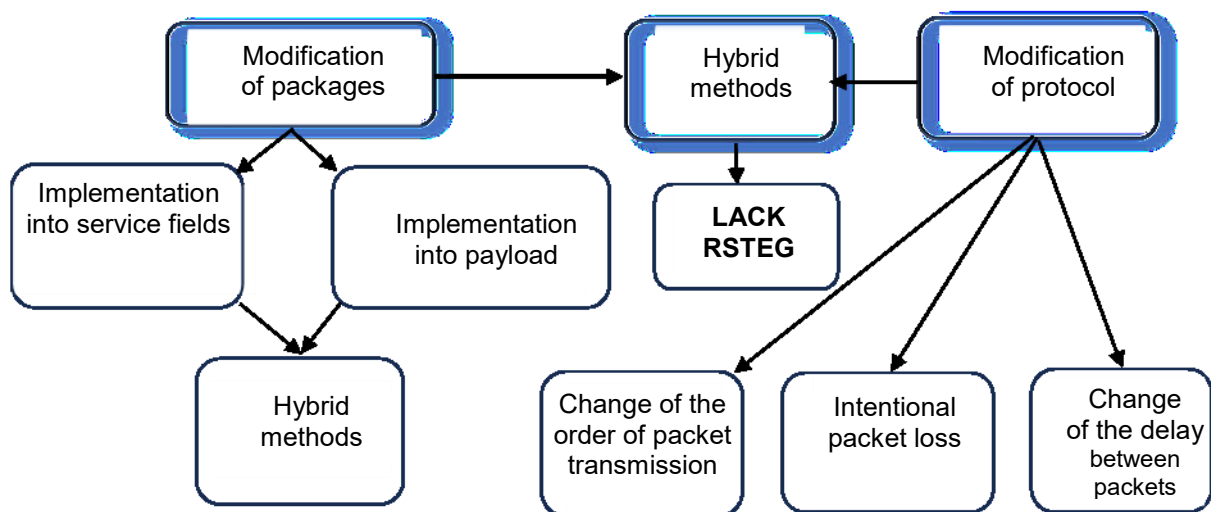 Modification
of packages
Hybrid
methods
Modification
of protocol
Implementation
into service fields
Implementation
into payload
LACK
RSTEG
Hybrid
methods
Change of the
order of packet
transmission
Intentional
packet loss
Change
of the delay
between
packets